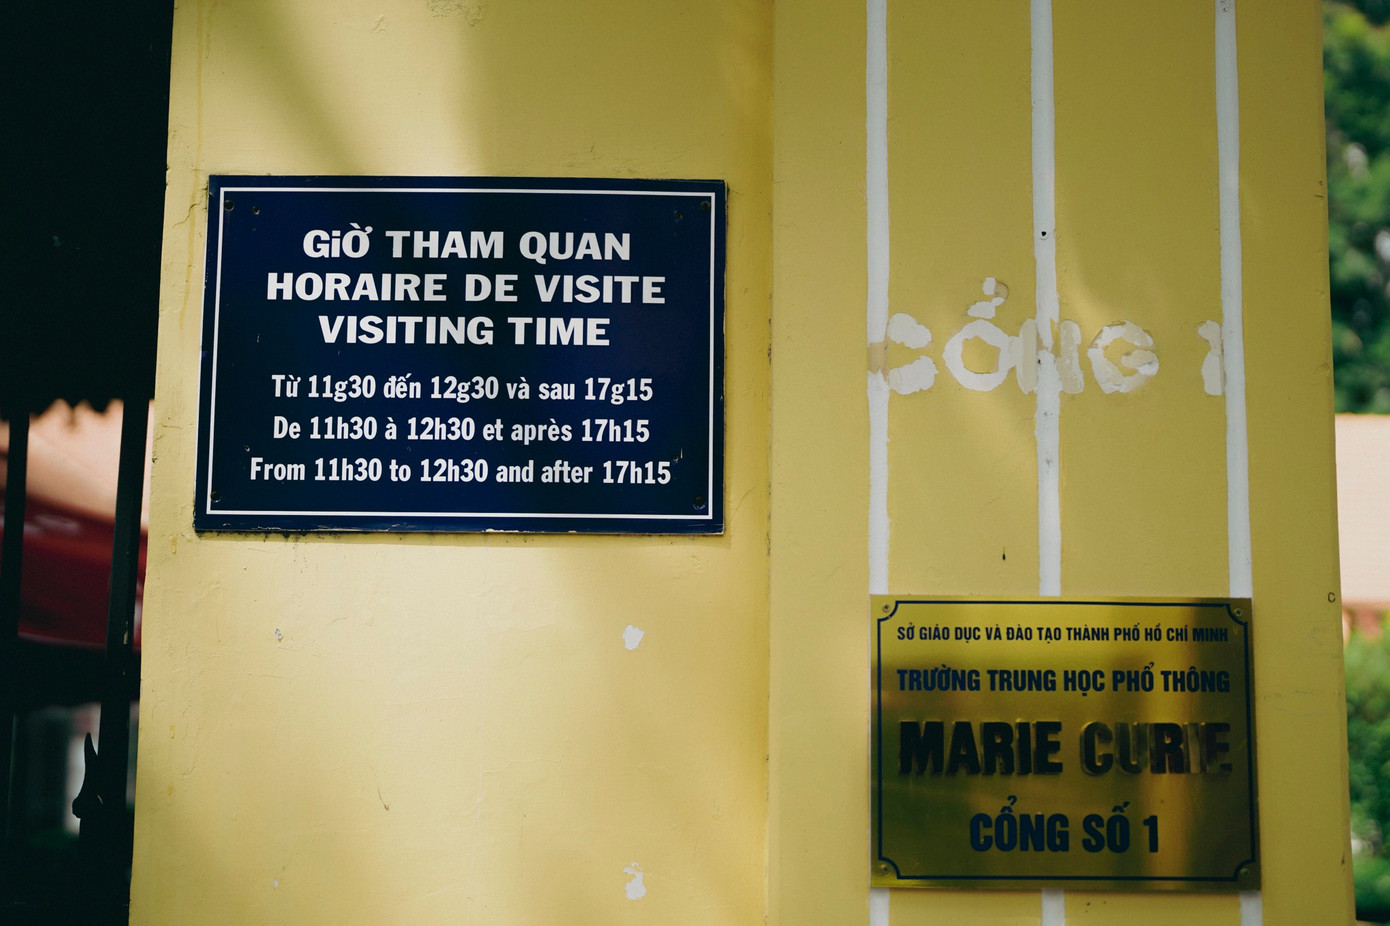 GiỜ THAM QUAN
HORAIRE DE VISITE
VISITING TIME
Từ 11g30 đến 12g30 và sau 17g15
De 11h30 à 12h30 et après 17h15
From 11h30 to 12h30 and after 17h15
CỔNG 1
SỞ GIÁO DỤC VÀ ĐÀO TẠO THÀNH PHỐ HỒ CHÍ MINH
TRƯỜNG TRUNG HỌC PHỔ THÔNG
MARIE CURIE
CỔNG SỐ 1